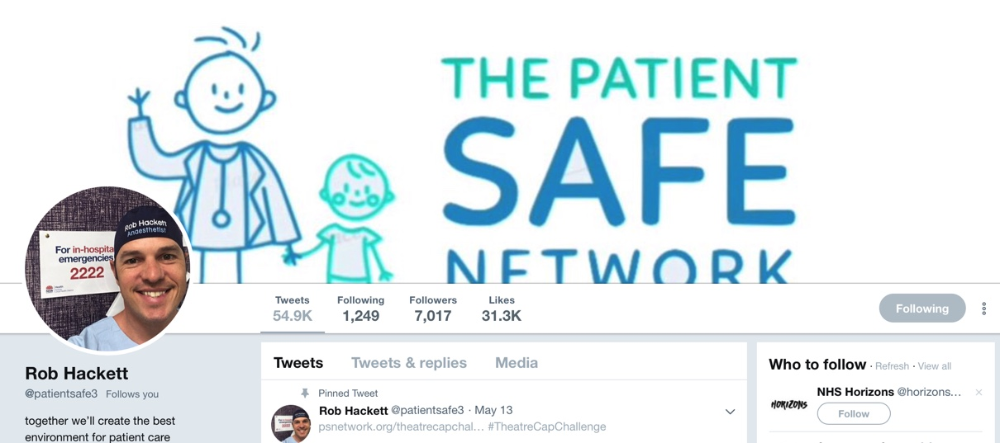 THE PATIENT
SAFE
NETWORK
Rob Hackett
Anaesthetist
For in-hospita
emergencies
2222
Tweets
54.9K
Following
1,249
Followers
7,017
Likes
31.3K
Following
Rob Hackett
@patientsafe3 Follows you
together we'll create the best
environment for patient care
Tweets Tweets & replies Media
Pinned Tweet
Rob Hackett @patientsafe3 · May 13
psnetwork.org/theatrecapchal… #TheatreCapChallenge
Who to follow · Refresh · View all
HORIZONS
NHS Horizons @horizons…
Follow